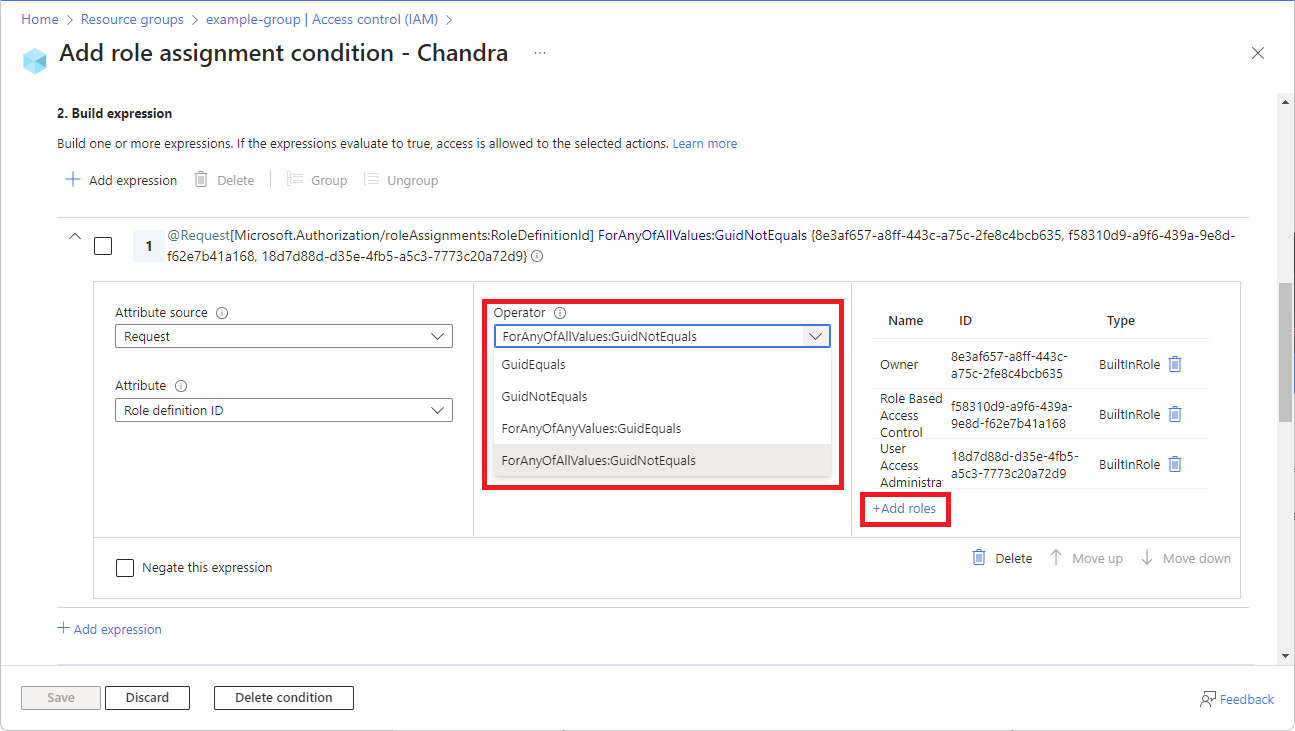 Home > Resource groups > example-group | Access control (IAM) >
Add role assignment condition - Chandra ...
2. Build expression
Build one or more expressions. If the expressions evaluate to true, access is allowed to the selected actions. Learn more
Add expression Delete Group Ungroup
1 @Request[Microsoft.Authorization/roleAssignments:RoleDefinitionId] ForAnyOfAllValues:GuidNotEquals {8e3af657-a8ff-443c-a75c-2fe8c4bcb635, f58310d9-a9f6-439a-9e8d-
f62e7b41a168, 18d7d88d-d35e-4fb5-a5c3-7773c20a72d9}
Attribute source
Request
Attribute
Role definition ID
Operator
ForAnyOfAllValues:GuidNotEquals
GuidEquals
GuidNotEquals
ForAnyOfAnyValues:GuidEquals
ForAnyOfAllValues:GuidNotEquals
Name ID Type
Owner
8e3af657-a8ff-443c-
a75c-2fe8c4bcb635
BuiltInRole
Role Based
Access
Control
f58310d9-a9f6-439a-
9e8d-f62e7b41a168
BuiltInRole
User
Access
Administra
18d7d88d-d35e-4fb5-
a5c3-7773c20a72d9
BuiltInRole
+Add roles
Negate this expression
Delete Move up Move down
Add expression
Save Discard Delete condition
Feedback